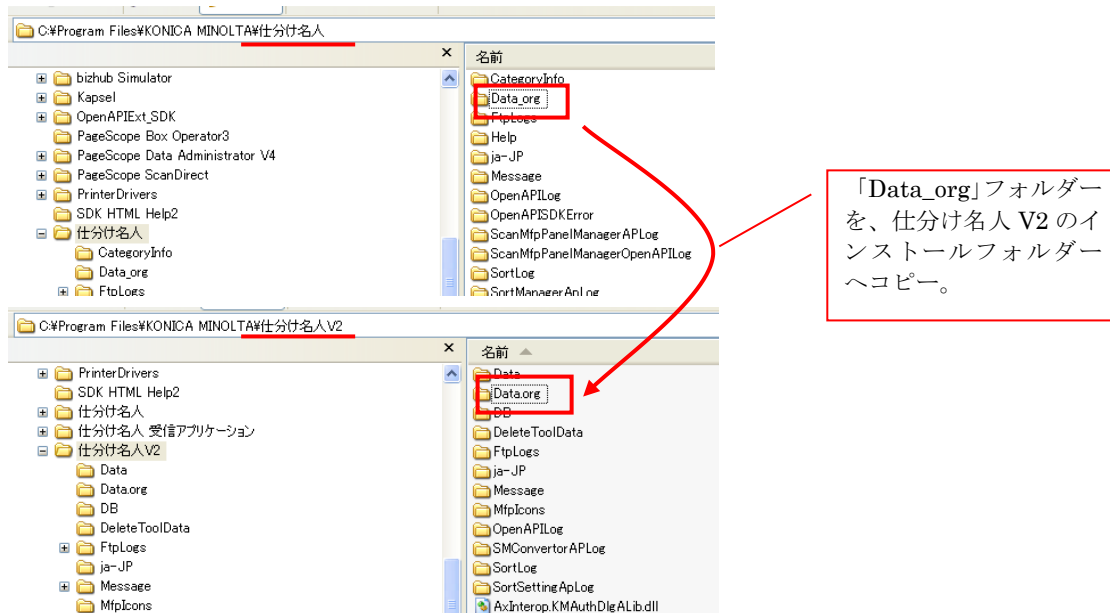 C:¥Program Files¥KONICA MINOLTA¥仕分け名人
×
名前
bizhub Simulator
Kapsel
OpenAPIExt_SDK
PageScope Box Operator3
PageScope Data Administrator V4
PageScope ScanDirect
PrinterDrivers
SDK HTML Help2
仕分け名人
CategoryInfo
Data_org
FtpLogs
CategoryInfo
Data_org
FtpLogs
Help
ja-JP
Message
OpenAPILog
OpenAPISDKError
ScanMfpPanelManagerAPLog
ScanMfpPanelManagerOpenAPILog
SortLog
SortManagerApLog
「Data_org」フォルダー
を、仕分け名人 V2 のイ
ンストールフォルダー
へコピー。
C:¥Program Files¥KONICA MINOLTA¥仕分け名人V2
×
名前
PrinterDrivers
SDK HTML Help2
仕分け名人
仕分け名人 受信アプリケーション
仕分け名人V2
Data
Data.org
DB
DeleteToolData
FtpLogs
ja-JP
Message
MfpIcons
Data
Data.org
DB
DeleteToolData
FtpLogs
ja-JP
Message
MfpIcons
OpenAPILog
SMConvertorAPLog
SortLog
SortSettingApLog
AxInterop.KMAuthDlgALib.dll